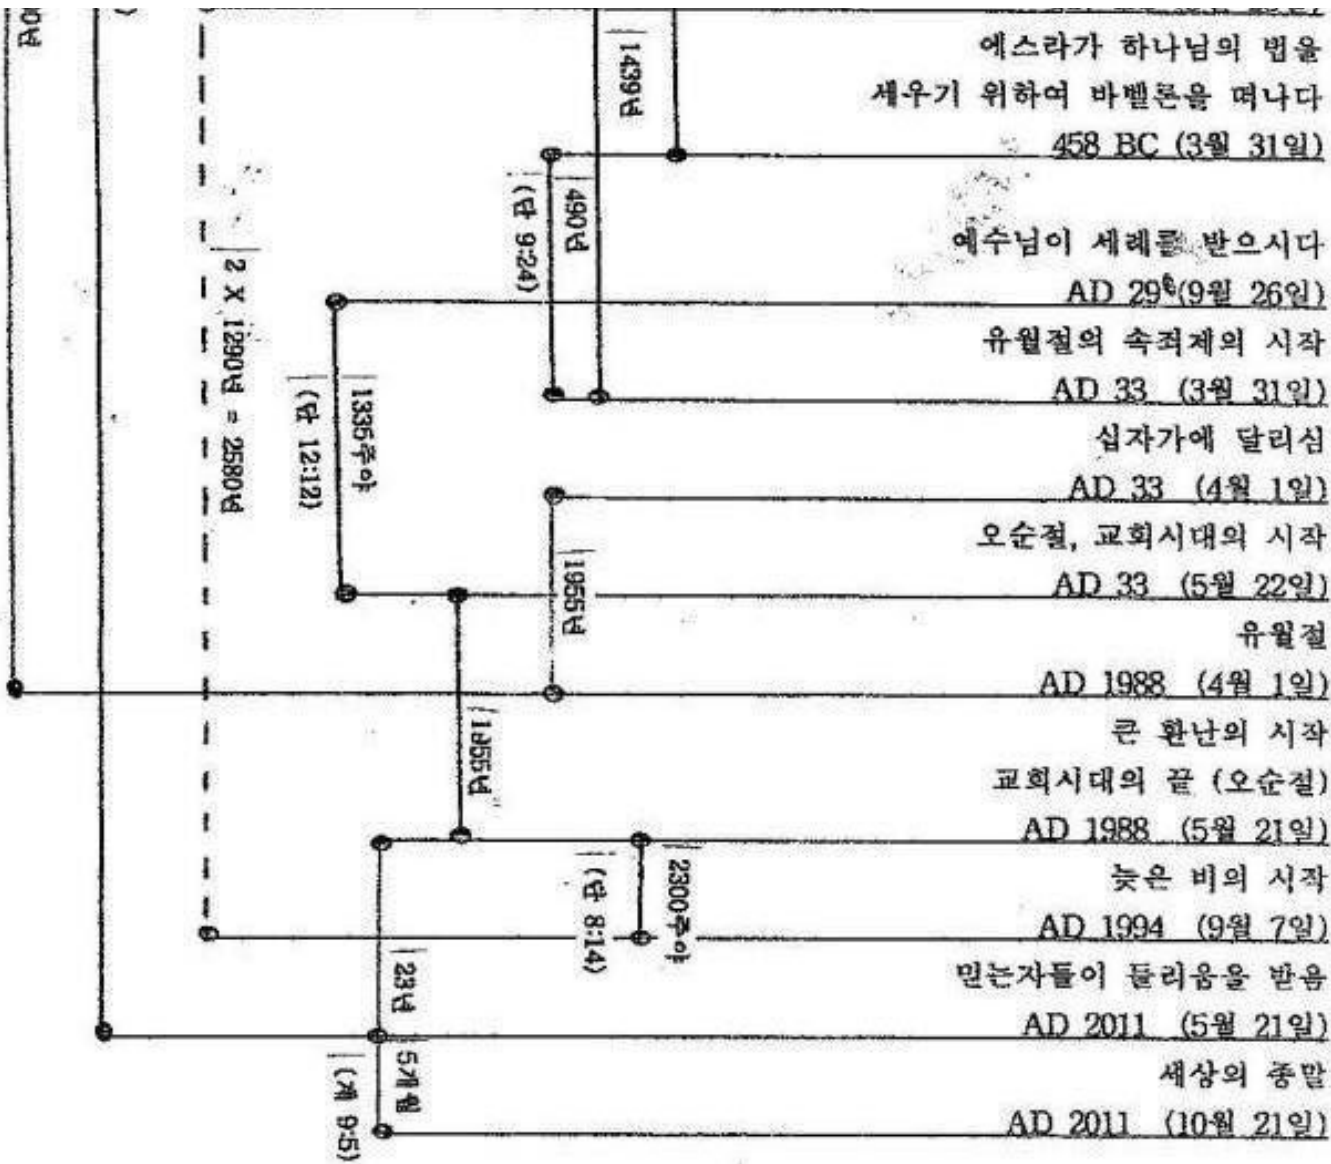 에스라가 하나님의 법을
세우기 위하여 바벨론을 떠나다
458 BC (3월 31일)
예수님이 세례를 받으시다
AD 29 (9월 26일)
유월절의 속죄제의 시작
AD 33 (3월 31일)
십자가에 달리심
AD 33 (4월 1일)
오순절, 교회시대의 시작
AD 33 (5월 22일)
유월절
AD 1988 (4월 1일)
큰 환난의 시작
교회시대의 끝 (오순절)
AD 1988 (5월 21일)
늦은 비의 시작
AD 1994 (9월 7일)
믿는자들이 들리움을 받음
AD 2011 (5월 21일)
세상의 종말
AD 2011 (10월 21일)
1439년
490년
(단 9:24)
2 X 1290년 = 2580년
1335주야
(단 12:12)
1955년
1955년
2300주야
(단 8:14)
23년
5개월
(계 9:5)